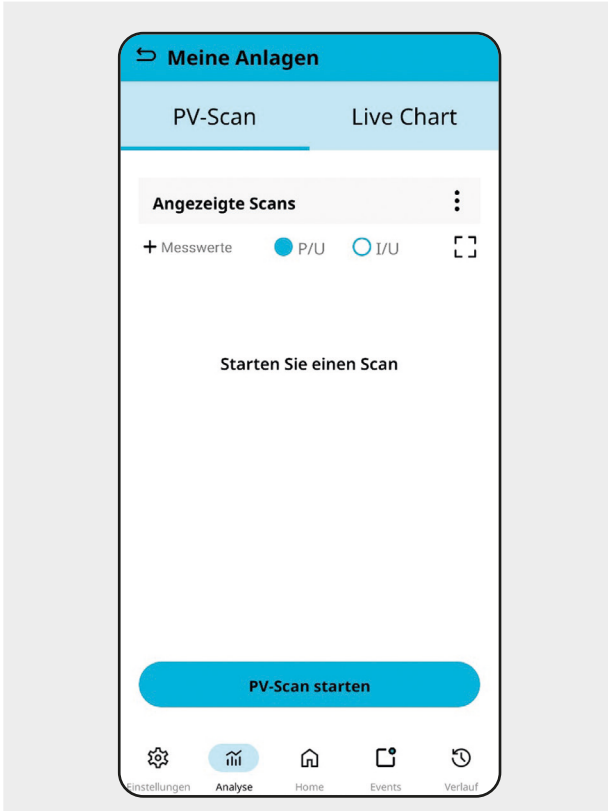 Meine Anlagen
PV-Scan Live Chart
Angezeigte Scans
+ Messwerte P/U I/U
Starten Sie einen Scan
PV-Scan starten
Einstellungen Analyse Home Events Verlauf